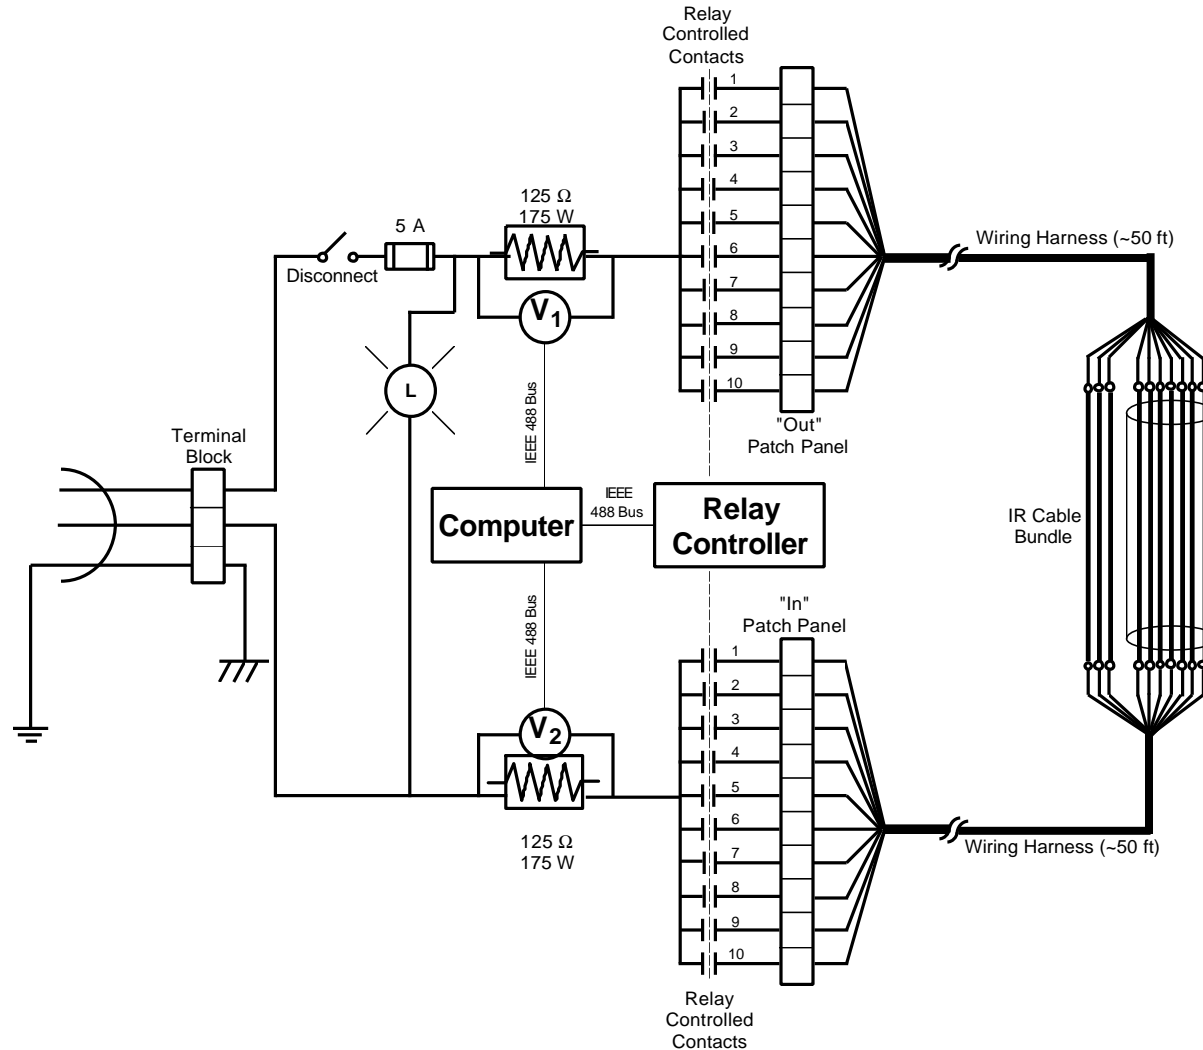 Relay
Controlled
Contacts
1
2
3
4
5
6
7
8
9
10
"Out"
Patch Panel
125 Ω
175 W
5 A
Disconnect
V1
L
IEEE 488 Bus
Wiring Harness (~50 ft)
Terminal
Block
Computer
IEEE
488 Bus
Relay
Controller
IR Cable
Bundle
IEEE 488 Bus
"In"
Patch Panel
1
2
3
4
5
6
7
8
9
10
V2
125 Ω
175 W
Wiring Harness (~50 ft)
Relay
Controlled
Contacts